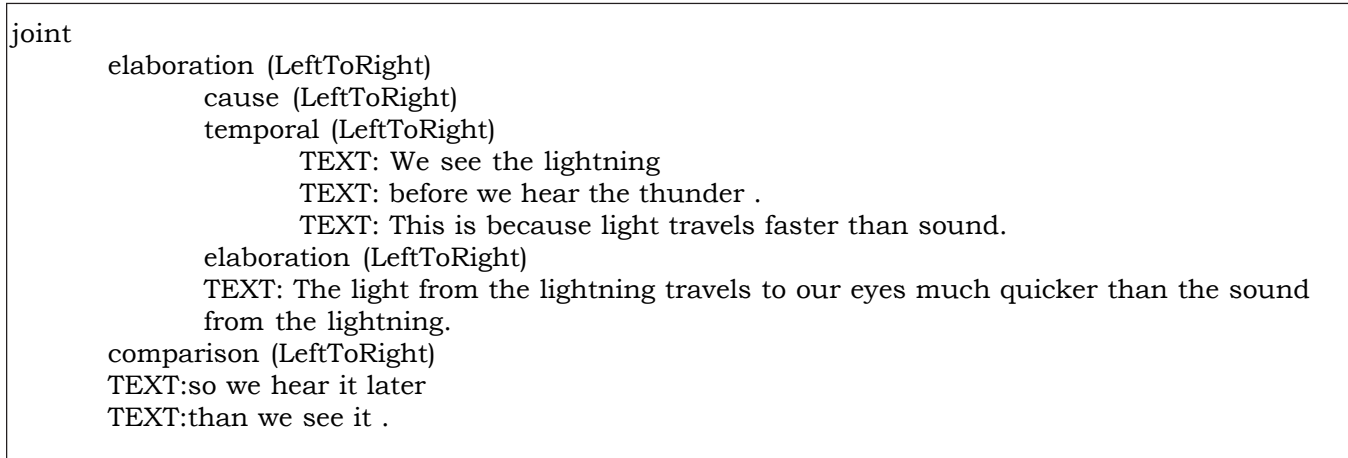 joint
elaboration (LeftToRight)
cause (LeftToRight)
temporal (LeftToRight)
TEXT: We see the lightning
TEXT: before we hear the thunder .
TEXT: This is because light travels faster than sound.
elaboration (LeftToRight)
TEXT: The light from the lightning travels to our eyes much quicker than the sound
from the lightning.
comparison (LeftToRight)
TEXT:so we hear it later
TEXT:than we see it .